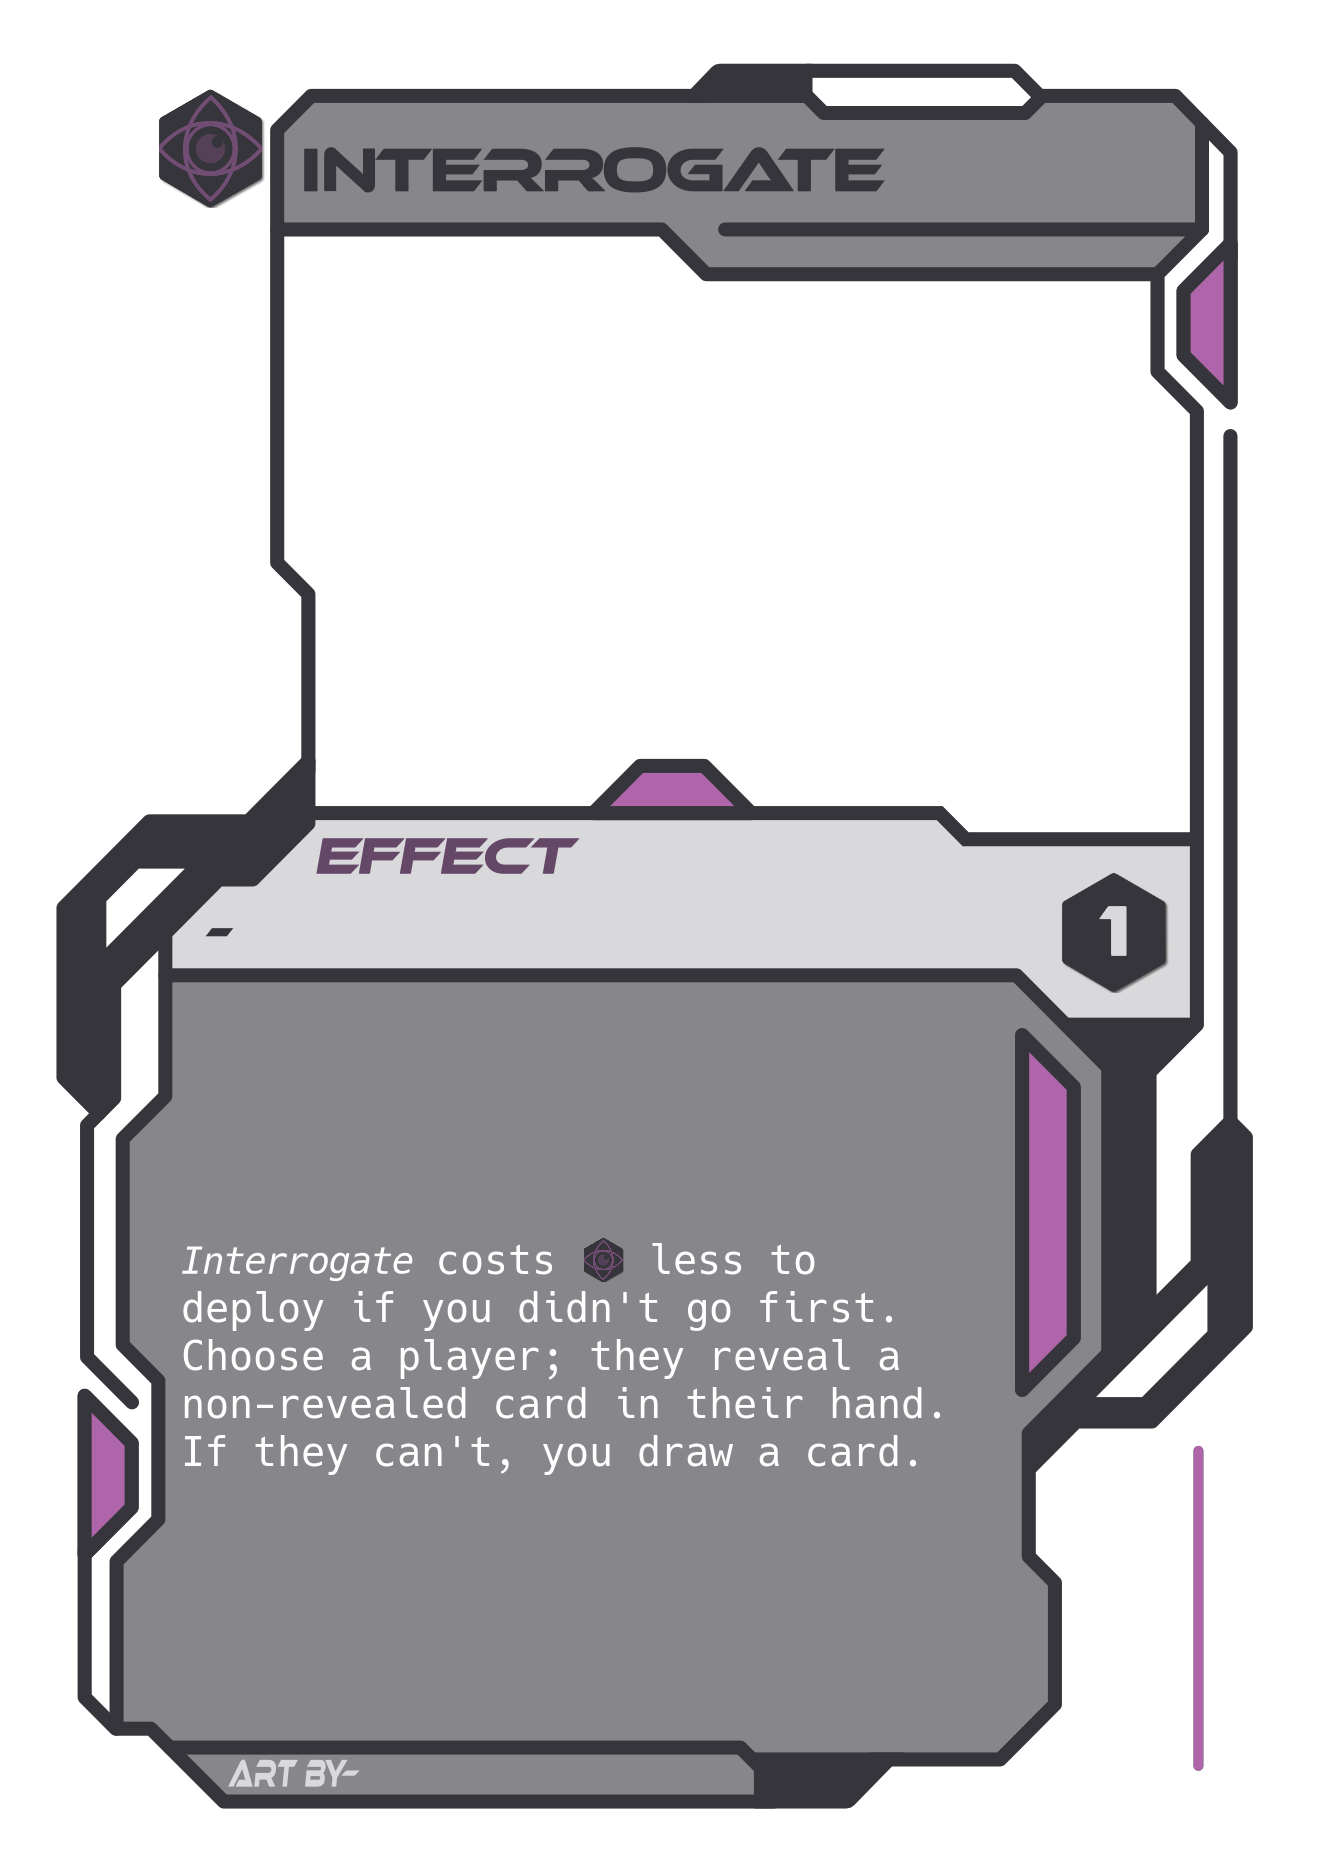 INTERROGATE
EFFECT
-
1
Interrogate costs less to
deploy if you didn't go first.
Choose a player; they reveal a
non-revealed card in their hand.
If they can't, you draw a card.
ART BY-